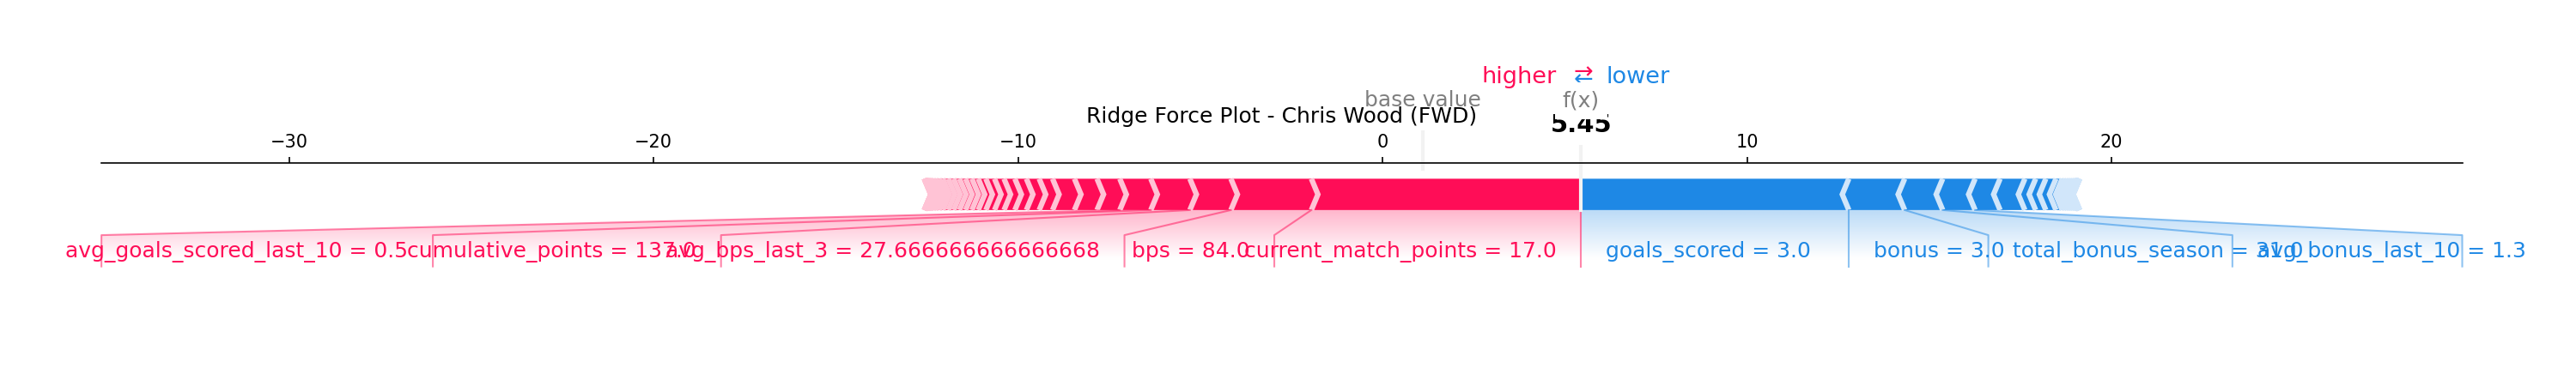 higher ⇄ lower
base value f(x)
Ridge Force Plot - Chris Wood (FWD) 5.45
−30 −20 −10 0 10 20
avg_goals_scored_last_10 = 0.5 cumulative_points = 137.0 avg_bps_last_3 = 27.666666666666668 bps = 84.0 current_match_points = 17.0 goals_scored = 3.0 bonus = 3.0 total_bonus_season = 31.0 avg_bonus_last_10 = 1.3